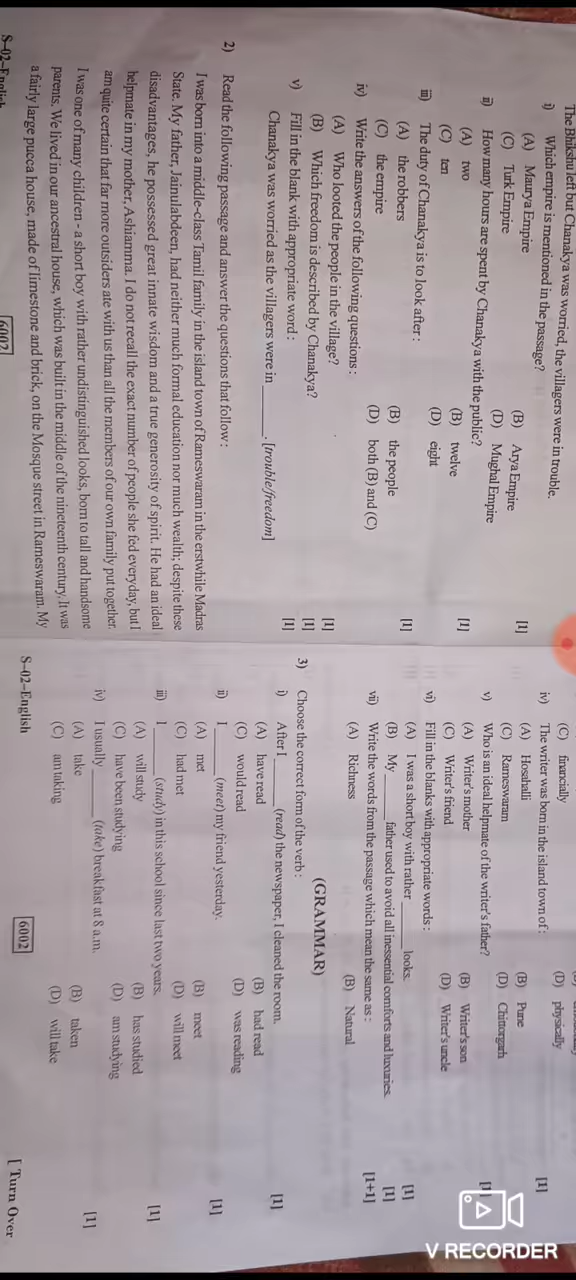 The Bhikshu left but Chanakya was worried, the villagers were in trouble.
i) Which empire is mentioned in the passage? [1]
(A) Maurya Empire (B) Arya Empire
(C) Turk Empire (D) Mughal Empire
ii) How many hours are spent by Chanakya with the public? [1]
(A) two (B) twelve
(C) ten (D) eight
iii) The duty of Chanakya is to look after : [1]
(A) the robbers (B) the people
(C) the empire (D) both (B) and (C)
iv) Write the answers of the following questions :
(A) Who looted the people in the village? [1]
(B) Which freedom is described by Chanakya? [1]
v) Fill in the blank with appropriate word : [1]
Chanakya was worried as the villagers were in ______. [trouble/freedom]
2) Read the following passage and answer the questions that follow :
I was born into a middle-class Tamil family in the island town of Rameswaram in the erstwhile Madras
State. My father, Jainulabdeen, had neither much formal education nor much wealth; despite these
disadvantages, he possessed great innate wisdom and a true generosity of spirit. He had an ideal
helpmate in my mother, Ashiamma. I do not recall the exact number of people she fed everyday, but I
am quite certain that far more outsiders ate with us than all the members of our own family put together.
I was one of many children - a short boy with rather undistinguished looks, born to tall and handsome
parents. We lived in our ancestral house, which was built in the middle of the nineteenth century. It was
a fairly large pucca house, made of limestone and brick, on the Mosque street in Rameswaram. My
S-02-English 6002
(C) financially (D) physically
iv) The writer was born in the island town of : [1]
(A) Hosahalli (B) Pune
(C) Rameswaram (D) Chittorgarh
v) Who is an ideal helpmate of the writer's father? [1]
(A) Writer's mother (B) Writer's son
(C) Writer's friend (D) Writer's uncle
vi) Fill in the blanks with appropriate words :
(A) I was a short boy with rather ______ looks. [1]
(B) My ______ father used to avoid all inessential comforts and luxuries. [1]
vii) Write the words from the passage which mean the same as : [1+1]
(A) Richness (B) Natural
(GRAMMAR)
3) Choose the correct form of the verb :
i) After I ______ (read) the newspaper, I cleaned the room. [1]
(A) have read (B) had read
(C) would read (D) was reading
ii) I ______ (meet) my friend yesterday. [1]
(A) met (B) meet
(C) had met (D) will meet
iii) I ______ (study) in this school since last two years. [1]
(A) will study (B) has studied
(C) have been studying (D) am studying
iv) I usually ______ (take) breakfast at 8 a.m. [1]
(A) take (B) taken
(C) am taking (D) will take
S-02-English 6002 [ Turn Over
V RECORDER